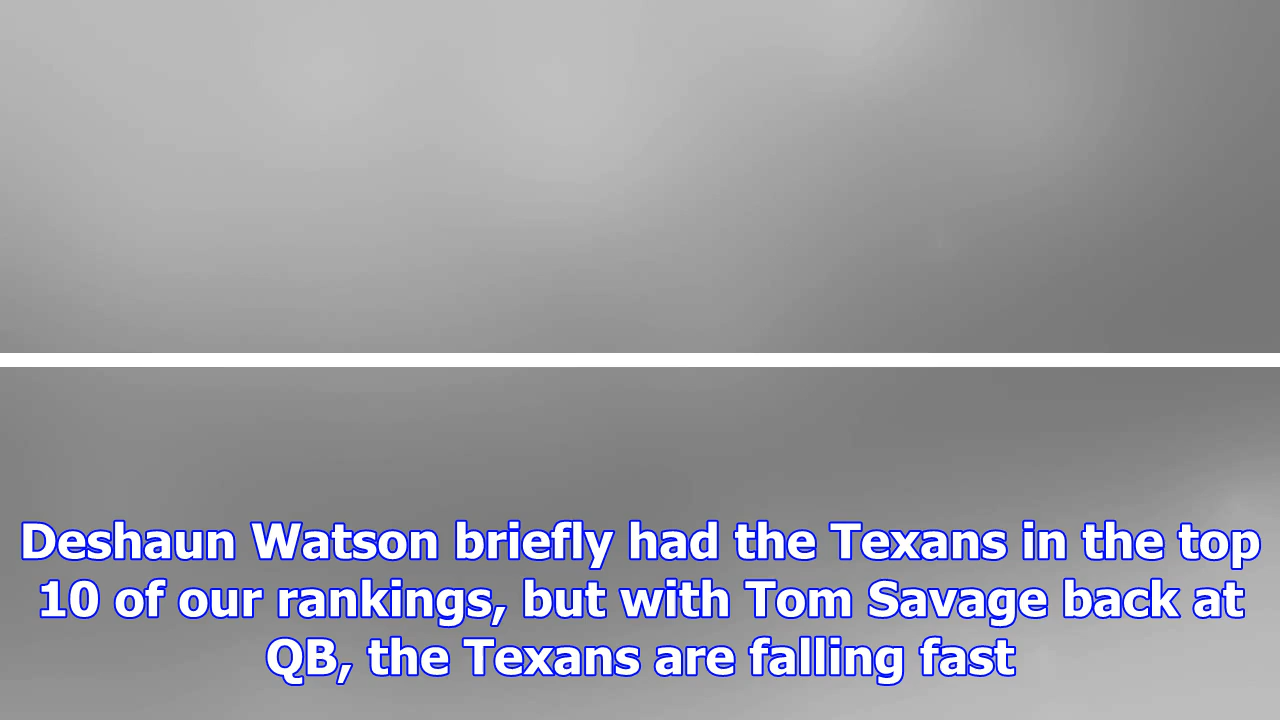 Deshaun Watson briefly had the Texans in the top
10 of our rankings, but with Tom Savage back at
QB, the Texans are falling fast